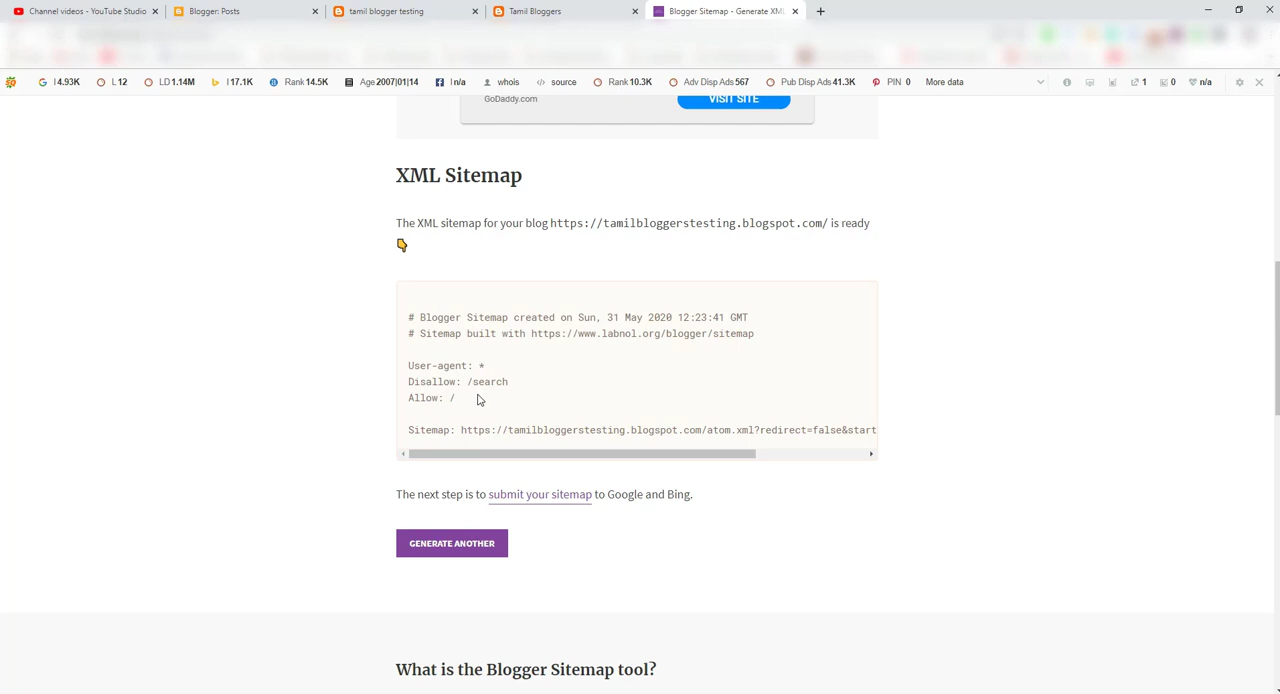 Channel videos - YouTube Studio
Blogger: Posts
tamil blogger testing
Tamil Bloggers
Blogger Sitemap - Generate XML
I 4.93K
L 12
LD 1.14M
I 17.1K
Rank 14.5K
Age 2007|01|14
I n/a
whois
source
Rank 10.3K
Adv Disp Ads 567
Pub Disp Ads 41.3K
PIN 0
More data
1
0
n/a
GoDaddy.com
VISIT SITE
XML Sitemap
The XML sitemap for your blog https://tamilbloggerstesting.blogspot.com/ is ready
# Blogger Sitemap created on Sun, 31 May 2020 12:23:41 GMT
# Sitemap built with https://www.labnol.org/blogger/sitemap
User-agent: *
Disallow: /search
Allow: /
Sitemap: https://tamilbloggerstesting.blogspot.com/atom.xml?redirect=false&start
The next step is to submit your sitemap to Google and Bing.
GENERATE ANOTHER
What is the Blogger Sitemap tool?